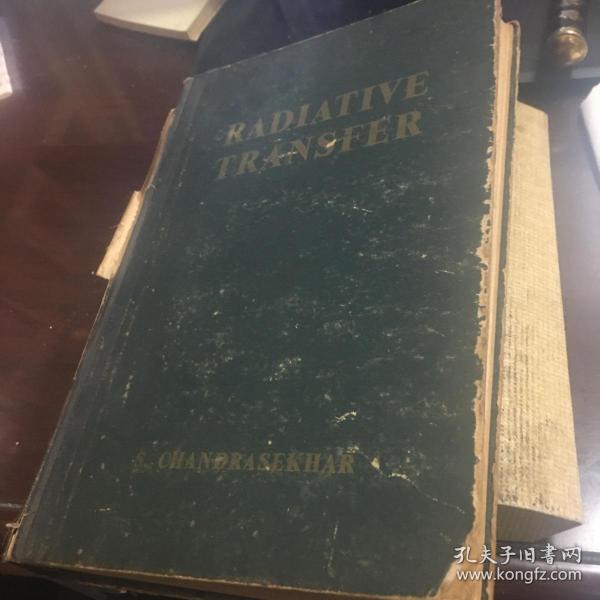 RADIATIVE
TRANSFER
S. CHANDRASEKHAR
孔夫子旧书网
www.kongfz.com